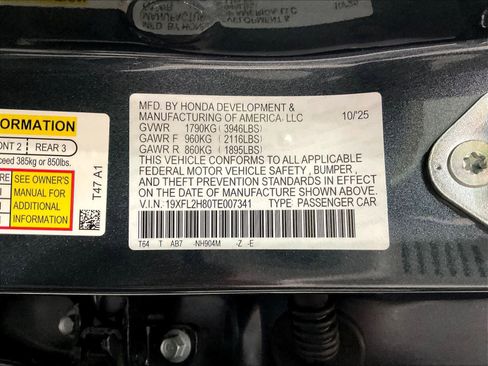 MFD. BY HONDA DEVELOPMENT &
MANUFACTURING OF AMERICA, LLC 10/'25
GVWR 1790KG ( 3946LBS)
GAWR F 960KG ( 2116LBS)
GAWR R 860KG ( 1895LBS)
THIS VEHICLE CONFORMS TO ALL APPLICABLE
FEDERAL MOTOR VEHICLE SAFETY , BUMPER ,
AND THEFT PREVENTION STANDARDS IN EFFECT
ON THE DATE OF MANUFACTURE SHOWN ABOVE.
V.I.N. 19XFL2H80TE007341 TYPE PASSENGER CAR
T64 T AB7 -NH904M -Z -E
FORMATION
ONT 2 REAR 3
ceed 385kg or 850lbs.
RE
SEE OWNER'S
MANUAL FOR
ADDITIONAL
INFORMATION
T47 A1